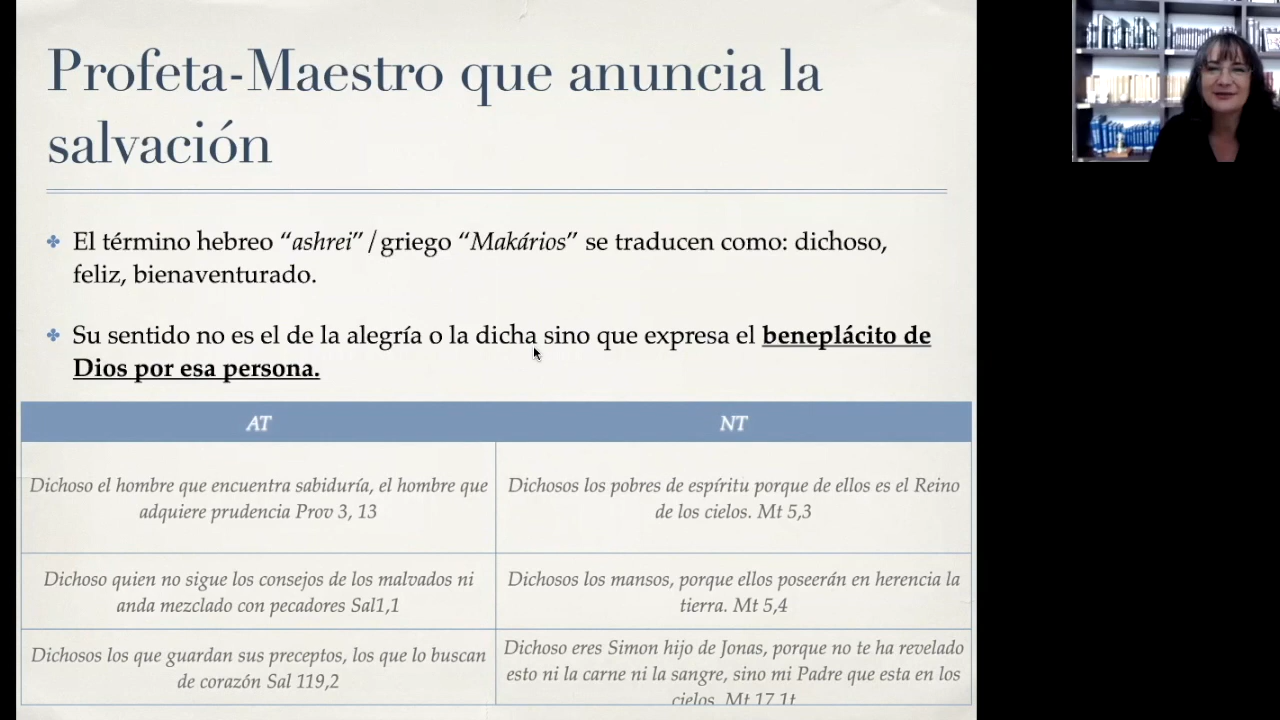 Profeta-Maestro que anuncia la
salvación
El término hebreo “ashrei” / griego “Makários” se traducen como: dichoso,
feliz, bienaventurado.
Su sentido no es el de la alegría o la dicha sino que expresa el beneplácito de
Dios por esa persona.
AT
NT
Dichoso el hombre que encuentra sabiduría, el hombre que
adquiere prudencia Prov 3, 13
Dichosos los pobres de espíritu porque de ellos es el Reino
de los cielos. Mt 5,3
Dichoso quien no sigue los consejos de los malvados ni
anda mezclado con pecadores Sal1,1
Dichosos los mansos, porque ellos poseerán en herencia la
tierra. Mt 5,4
Dichosos los que guardan sus preceptos, los que lo buscan
de corazón Sal 119,2
Dichoso eres Simon hijo de Jonas, porque no te ha revelado
esto ni la carne ni la sangre, sino mi Padre que esta en los
cielos. Mt